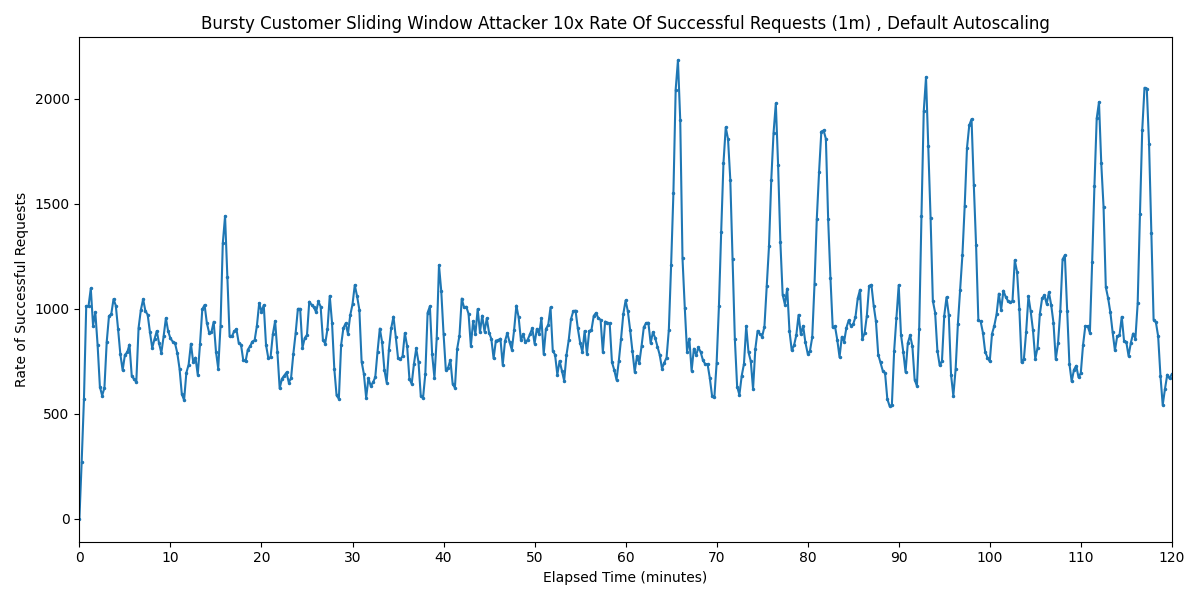 Bursty Customer Sliding Window Attacker 10x Rate Of Successful Requests (1m) , Default Autoscaling
Rate of Successful Requests
2000
1500
1000
500
0
0 10 20 30 40 50 60 70 80 90 100 110 120
Elapsed Time (minutes)